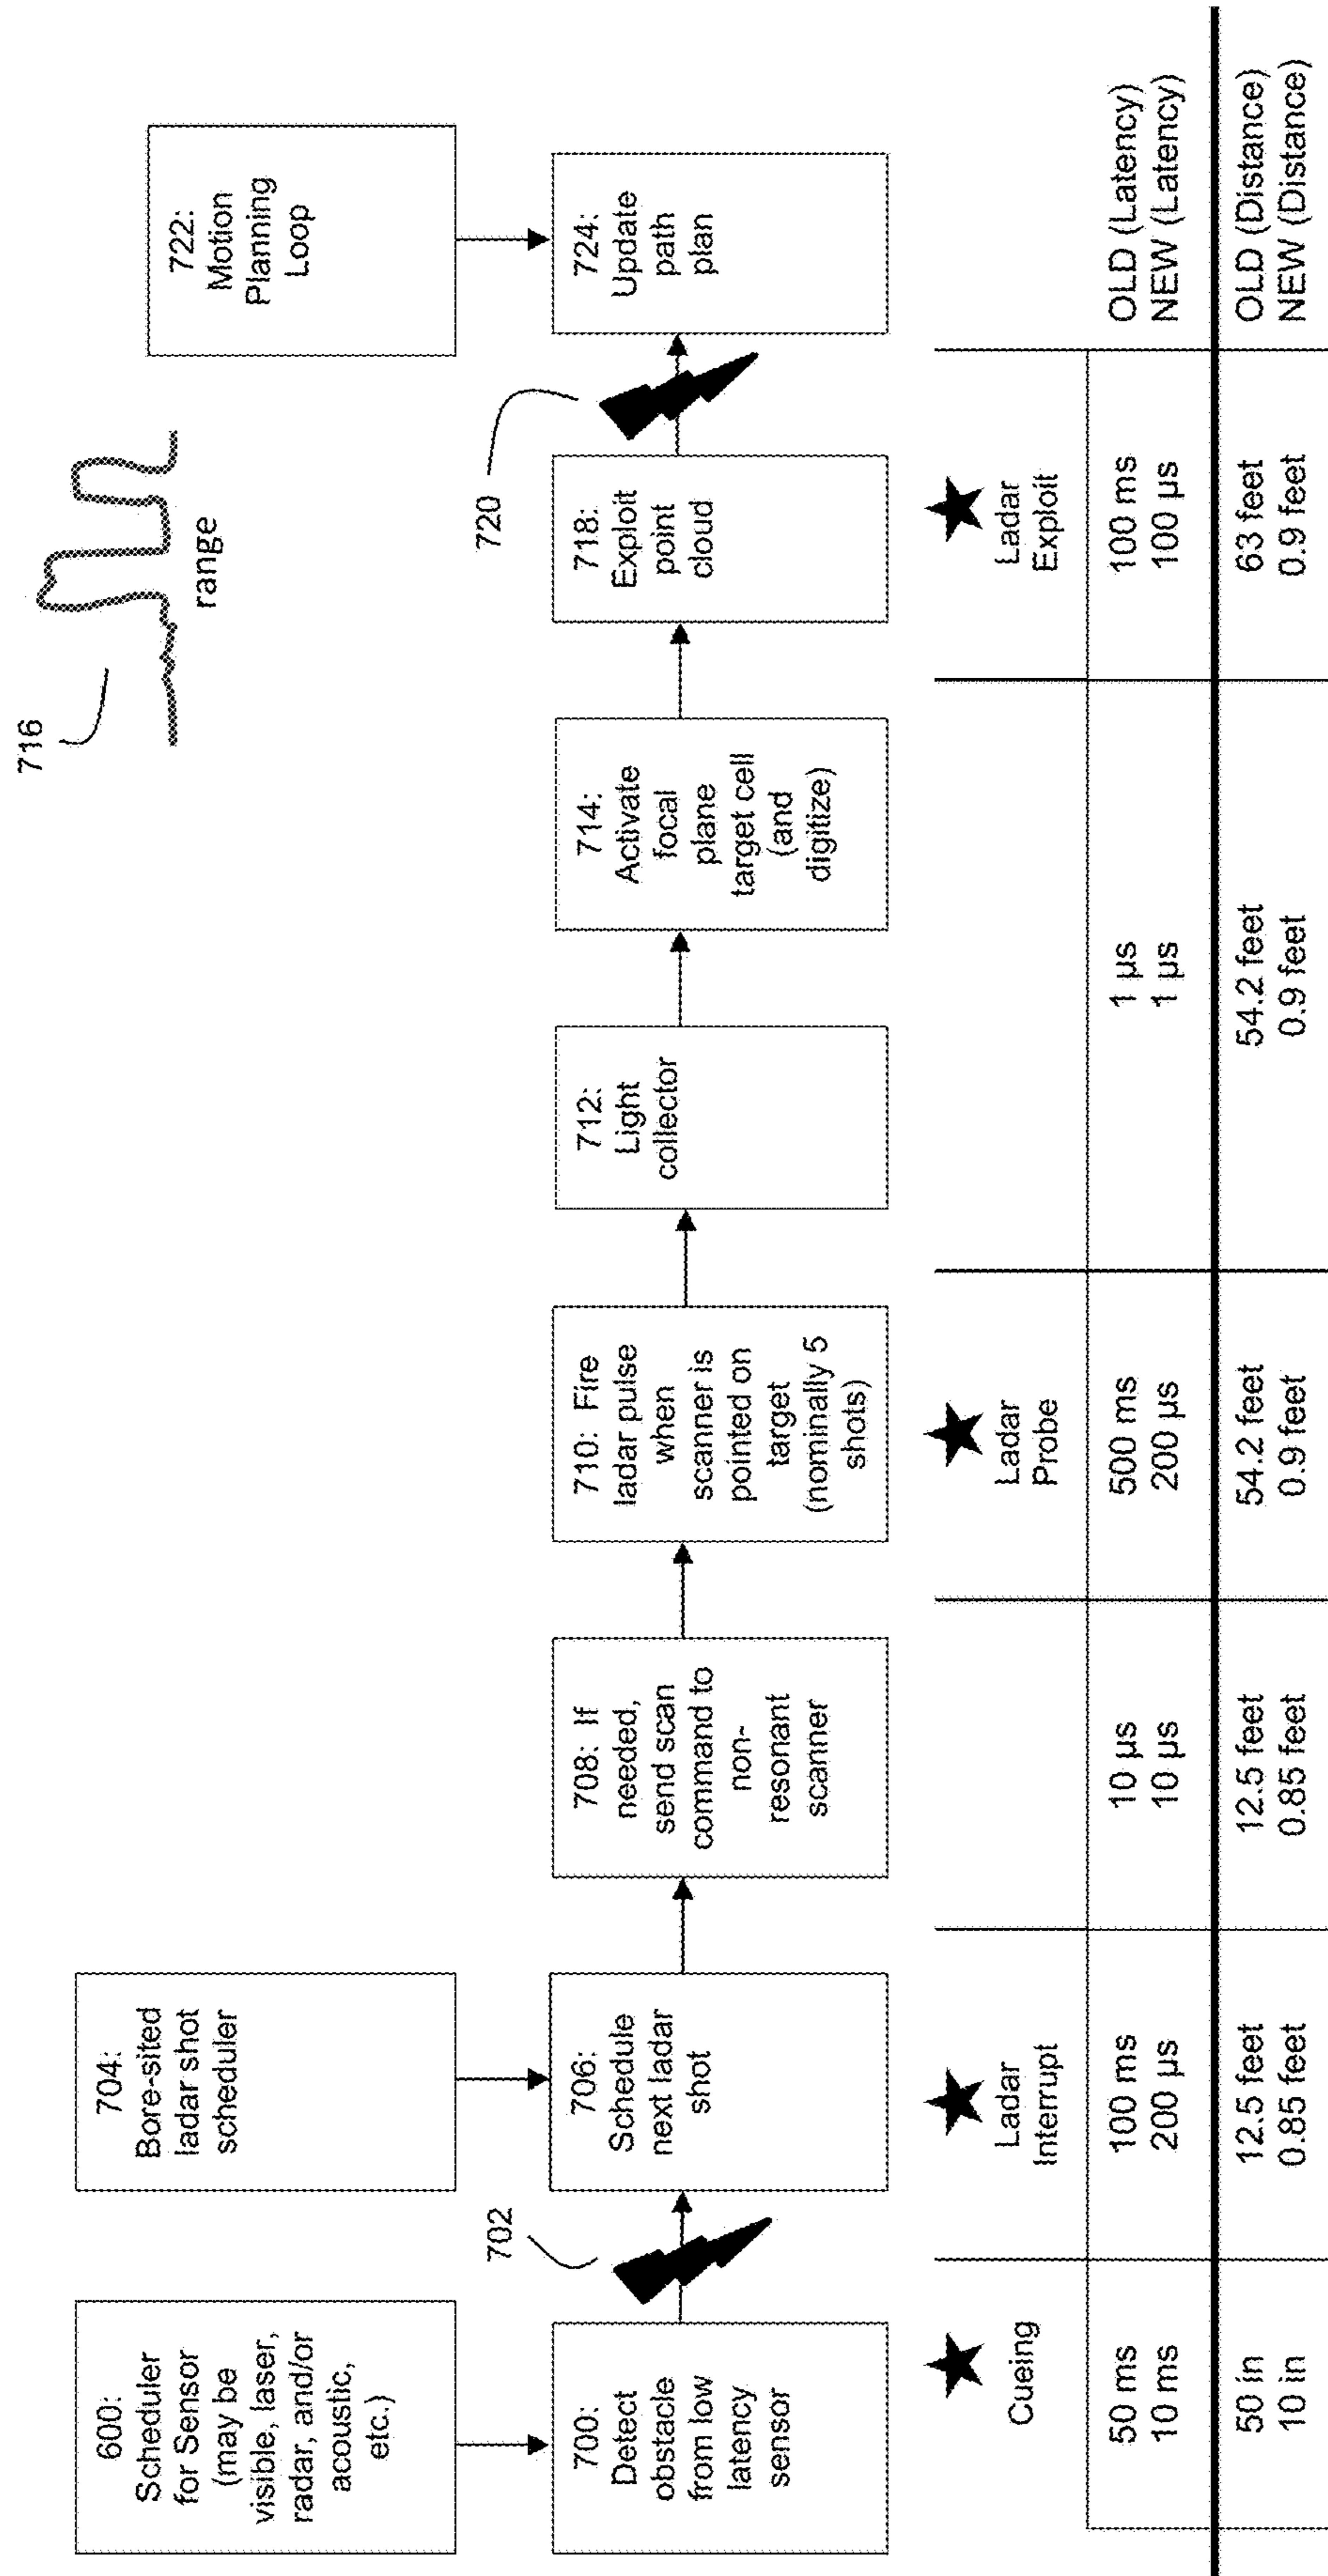 716
range
600:
Scheduler
for Sensor
(may be
visible, laser,
radar, and/or
acoustic,
etc.)
704:
Bore-sited
ladar shot
scheduler
722:
Motion
Planning
Loop
702
720
700:
Detect
obstacle
from low
latency
sensor
706:
Schedule
next ladar
shot
708: If
needed,
send scan
command to
non-
resonant
scanner
710: Fire
ladar pulse
when
scanner is
pointed on
target
(nominally 5
shots)
712:
Light
collector
714:
Activate
focal
plane
target cell
(and
digitize)
718:
Exploit
point
cloud
724:
Update
path
plan
Cueing
Ladar
Interrupt
Ladar
Probe
Ladar
Exploit
50 ms 100 ms 10 µs 500 ms 1 µs 100 ms OLD (Latency)
10 ms 200 µs 10 µs 200 µs 1 µs 100 µs NEW (Latency)
50 in 12.5 feet 12.5 feet 54.2 feet 54.2 feet 63 feet OLD (Distance)
10 in 0.85 feet 0.85 feet 0.9 feet 0.9 feet 0.9 feet NEW (Distance)